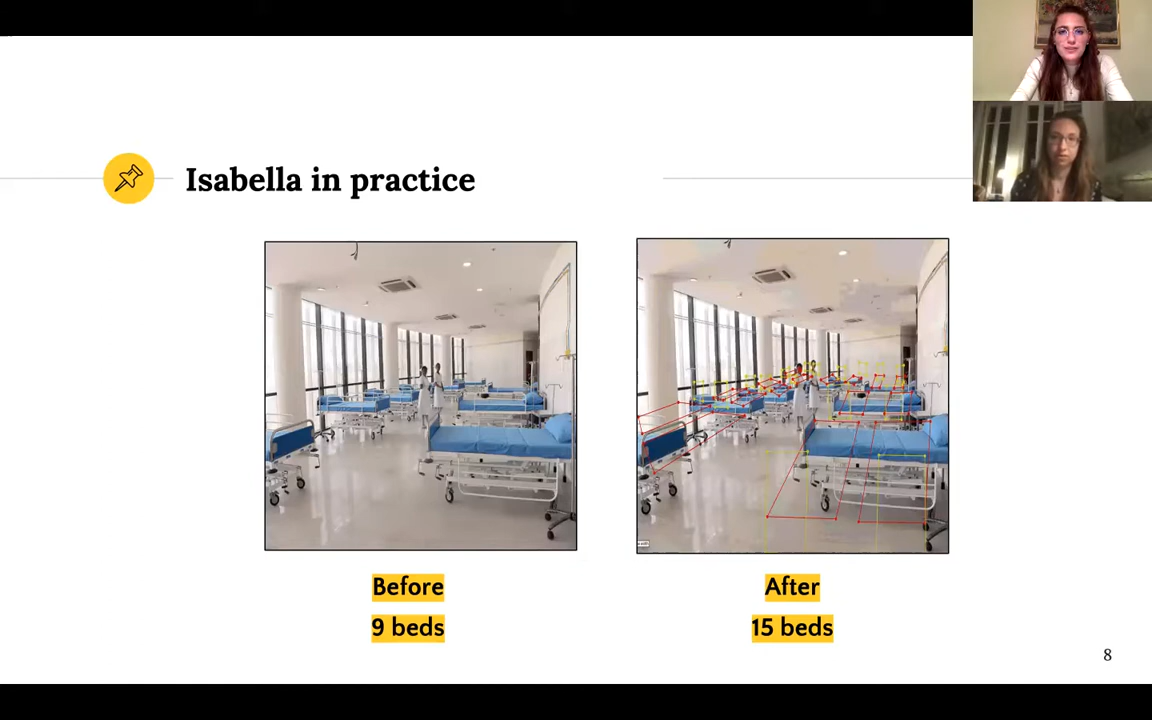 Isabella in practice
Before
9 beds
After
15 beds
8